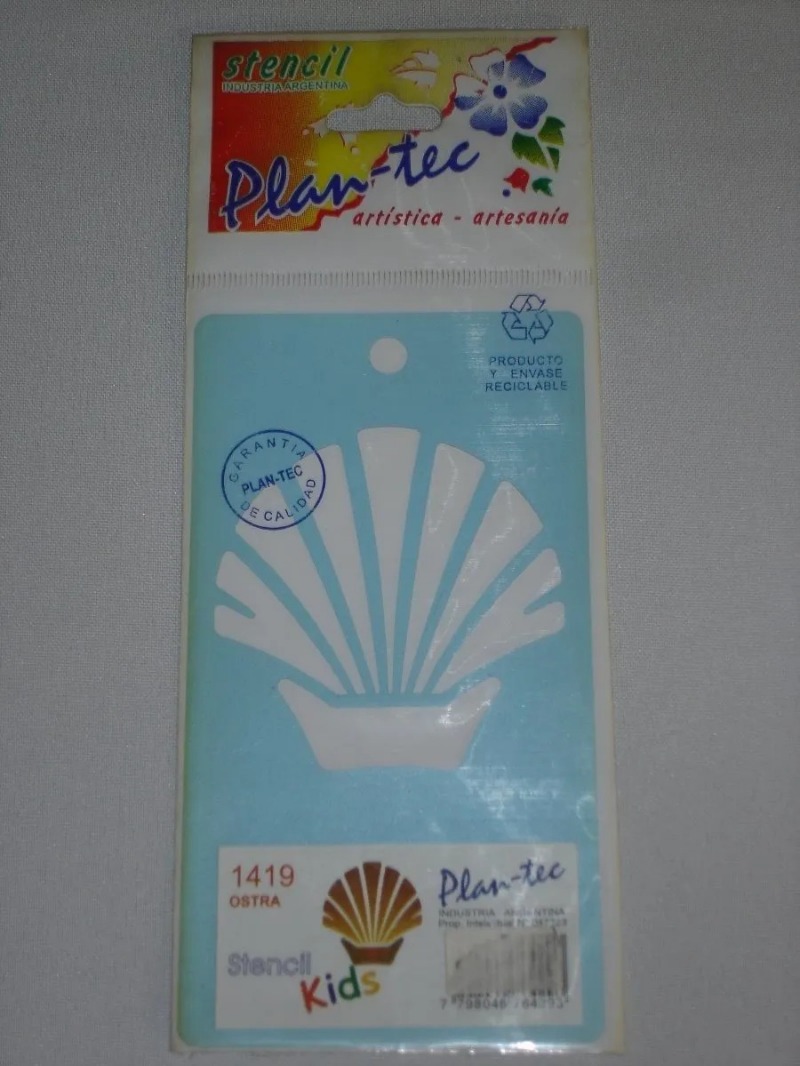 stencil
INDUSTRIA ARGENTINA
Plan-tec
artística - artesanía
PRODUCTO
Y ENVASE
RECICLABLE
GARANTIA
PLAN-TEC
DE CALIDAD
1419
OSTRA
Stencil
Kids
Plan-tec
INDUSTRIA ARGENTINA
Prop.